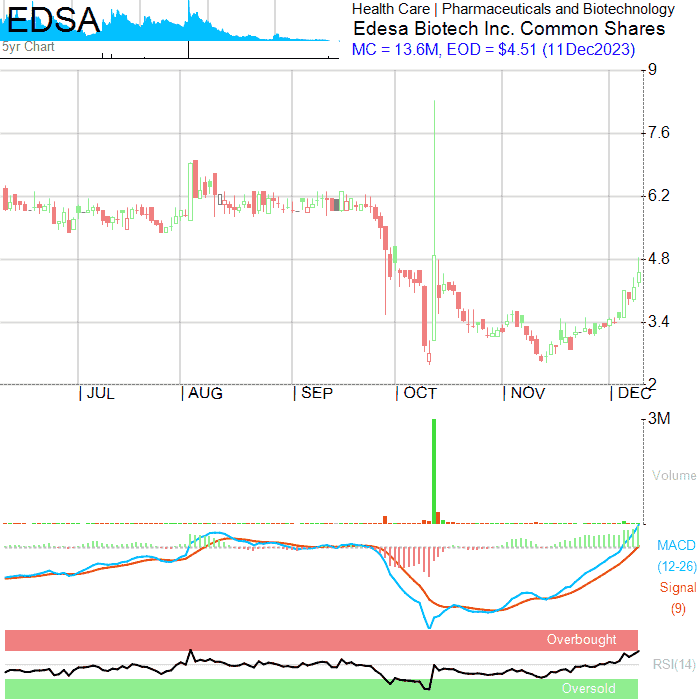 EDSA
5yr Chart
Health Care | Pharmaceuticals and Biotechnology
Edesa Biotech Inc. Common Shares
MC = 13.6M, EOD = $4.51 (11Dec2023)
9
7.6
6.2
4.8
3.4
2
| JUL | AUG | SEP | OCT | NOV | DEC
3M
Volume
MACD
(12-26)
Signal
(9)
Overbought
RSI(14)
Oversold